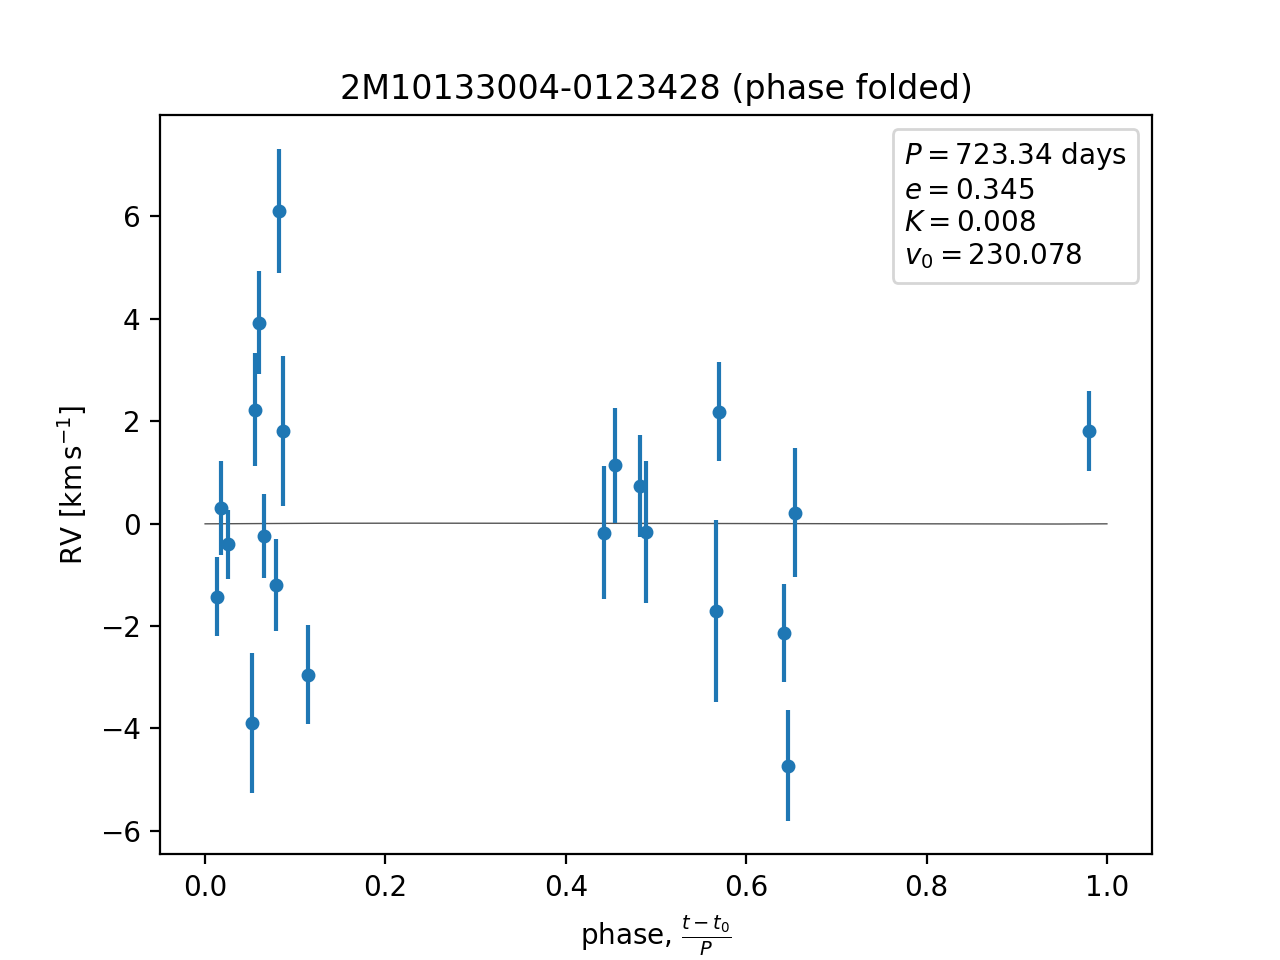 2M10133004-0123428 (phase folded)
P = 723.34 days
e = 0.345
K = 0.008
v₀ = 230.078
RV [km s⁻¹]
6
4
2
0
−2
−4
−6
0.0 0.2 0.4 0.6 0.8 1.0
phase, (t − t₀)/P